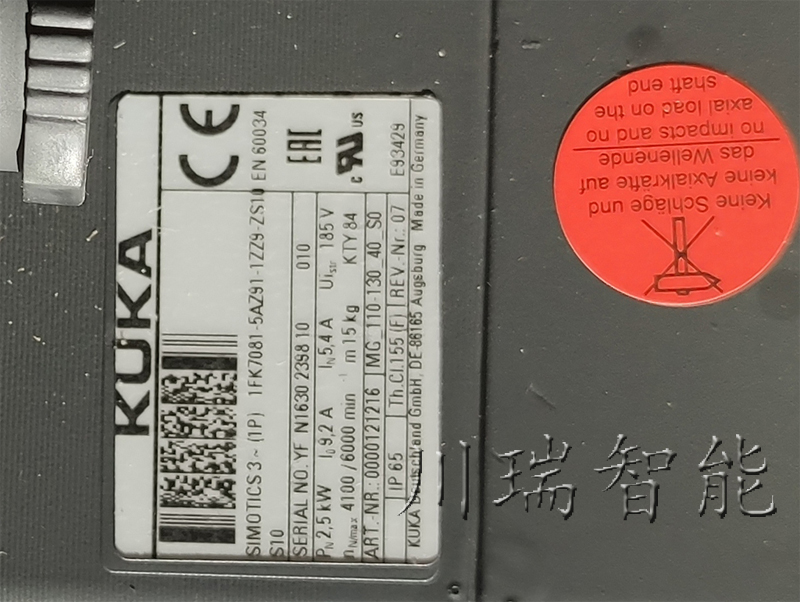 KUKA
CE
SIMOTICS 3 ~ (1P) 1FK7081-5AZ91-1ZZ9-ZS10 EN 60034
S10
EAC
c UR US
SERIAL NO. YF N1630 2398 10 010
PN 2,5 kW I0 9,2 A IN 5,4 A Uistr 185 V
nN/max 4100 / 6000 min -1 m 15 kg KTY 84
ART.-NR.: 0000121216 MG_110-130_40_S0 E93429
IP 65 Th.Cl.155 (F) REV.-Nr.: 07
KUKA Deutschland GmbH, DE-86165 Augsburg Made in Germany
Keine Schläge und
keine Axialkräfte auf
das Wellenende
no impacts and no
axial load on the
shaft end
川瑞智能